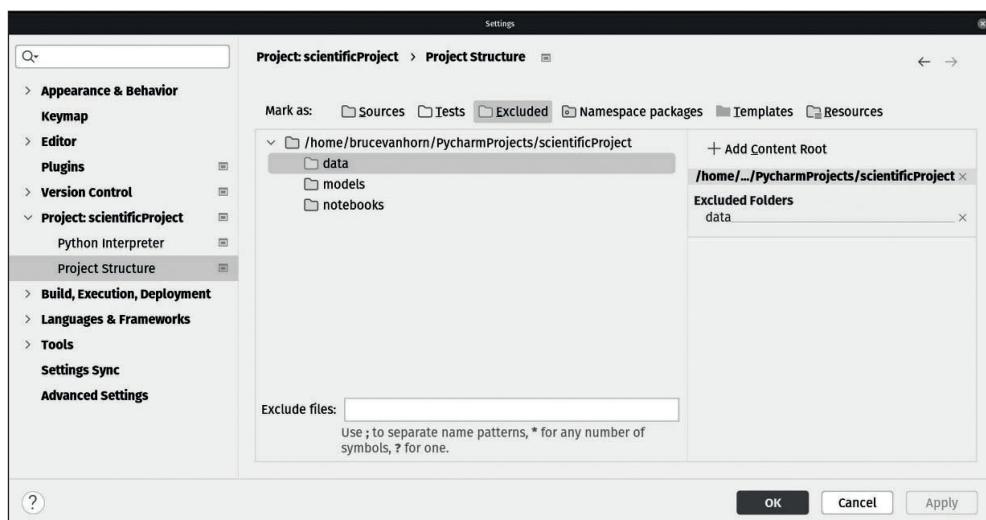 Settings
Project: scientificProject > Project Structure
Appearance & Behavior
Keymap
Editor
Plugins
Version Control
Project: scientificProject
Python Interpreter
Project Structure
Build, Execution, Deployment
Languages & Frameworks
Tools
Settings Sync
Advanced Settings
Mark as: Sources Tests Excluded Namespace packages Templates Resources
/home/brucevanhorn/PycharmProjects/scientificProject
data
models
notebooks
Exclude files:
Use ; to separate name patterns, * for any number of
symbols, ? for one.
+ Add Content Root
/home/.../PycharmProjects/scientificProject ×
Excluded Folders
data ×
?
OK Cancel Apply